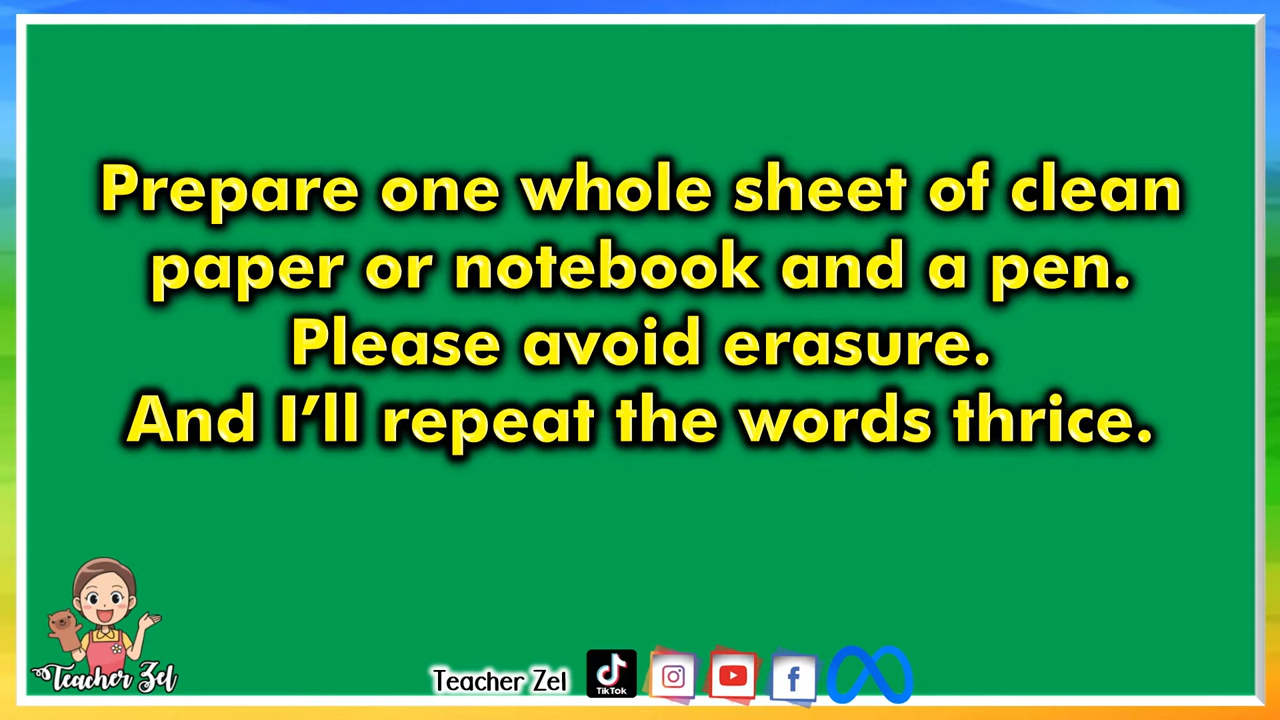 Prepare one whole sheet of clean
paper or notebook and a pen.
Please avoid erasure.
And I’ll repeat the words thrice.
Teacher Zel
Teacher Zel
TikTok